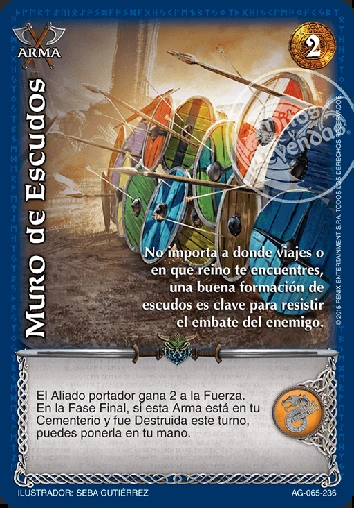 ARMA
2
MURO DE ESCUDOS
No importa a donde viajes o
en que reino te encuentres,
una buena formación de
escudos es clave para resistir
el embate del enemigo.
El Aliado portador gana 2 a la Fuerza.
En la Fase Final, si esta Arma está en tu
Cementerio y fue Destruida este turno,
puedes ponerla en tu mano.
ILUSTRADOR: SEBA GUTIÉRREZ
AG-065-236